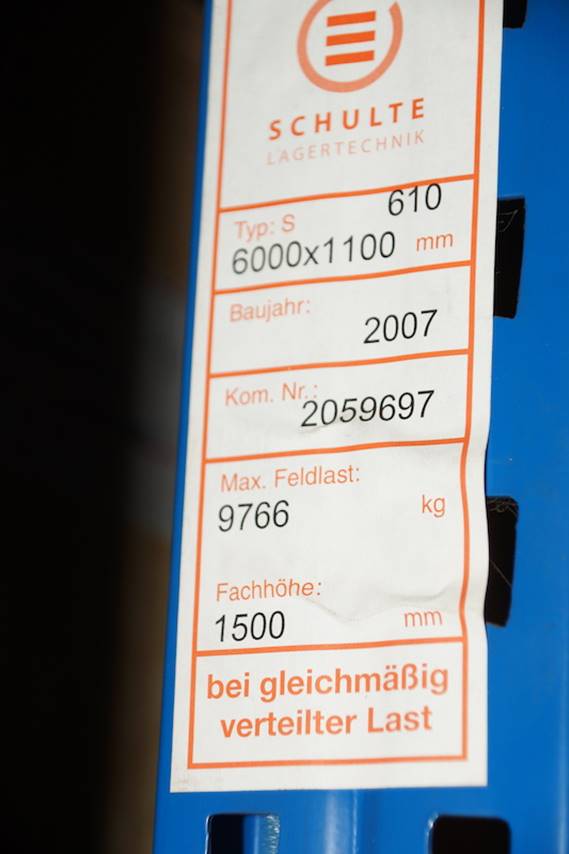 SCHULTE
LAGERTECHNIK
Typ: S 610
6000x1100 mm
Baujahr:
2007
Kom. Nr.:
2059697
Max. Feldlast:
9766 kg
Fachhöhe:
1500 mm
bei gleichmäßig
verteilter Last